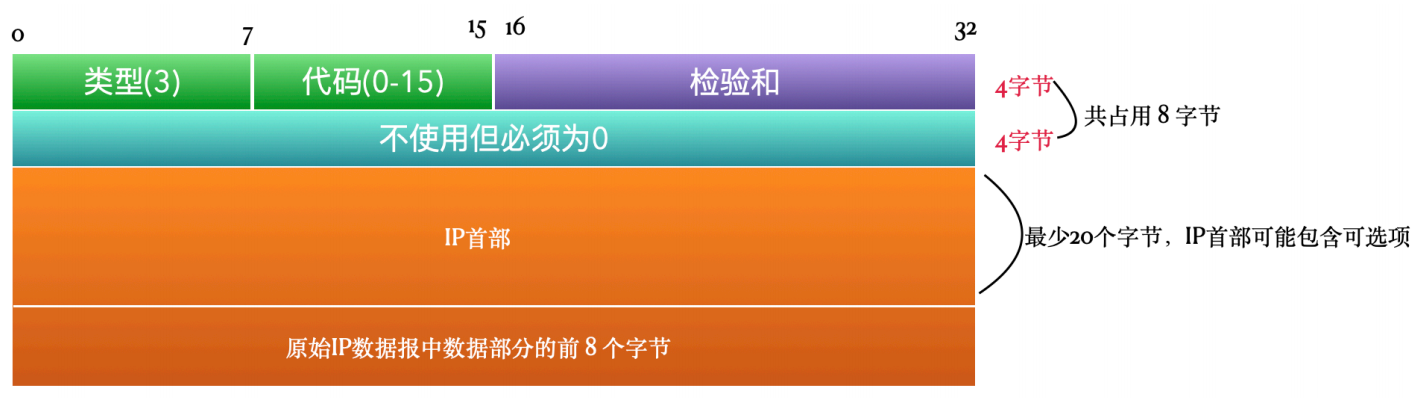 0 7 15 16 32
类型(3) 代码(0-15) 检验和 4字节
共占用 8 字节
不使用但必须为0 4字节
IP首部 最少20个字节，IP首部可能包含可选项
原始IP数据报中数据部分的前 8 个字节